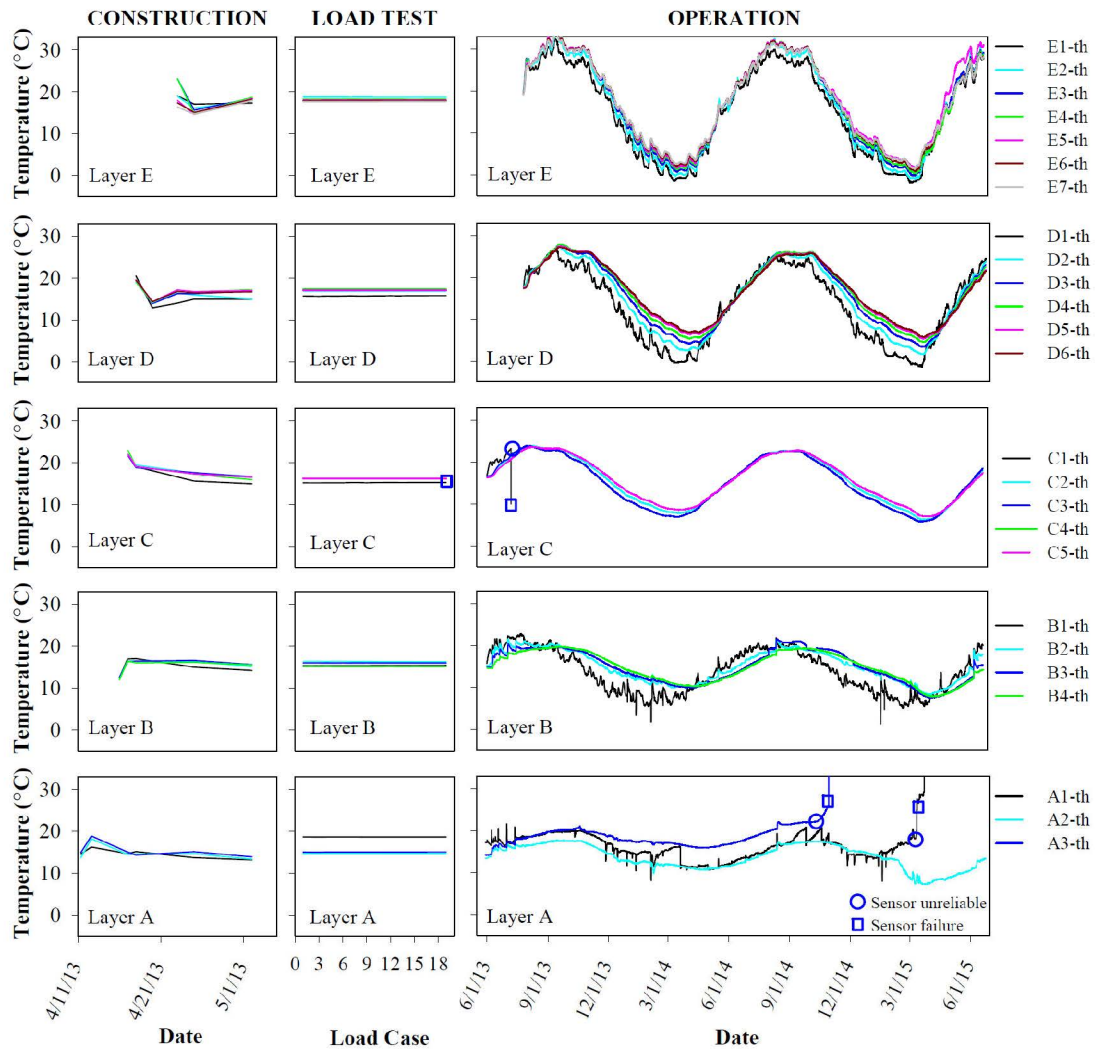 CONSTRUCTION LOAD TEST OPERATION
Temperature (°C)
30
20
10
0
Layer E
Layer E
Layer E
E1-th
E2-th
E3-th
E4-th
E5-th
E6-th
E7-th
Temperature (°C)
30
20
10
0
Layer D
Layer D
Layer D
D1-th
D2-th
D3-th
D4-th
D5-th
D6-th
Temperature (°C)
30
20
10
0
Layer C
Layer C
Layer C
C1-th
C2-th
C3-th
C4-th
C5-th
Temperature (°C)
30
20
10
0
Layer B
Layer B
Layer B
B1-th
B2-th
B3-th
B4-th
Temperature (°C)
30
20
10
0
Layer A
Layer A
Layer A
Sensor unreliable
Sensor failure
A1-th
A2-th
A3-th
4/11/13 4/21/13 5/1/13
0 3 6 9 12 15 18
6/1/13 9/1/13 12/1/13 3/1/14 6/1/14 9/1/14 12/1/14 3/1/15 6/1/15
Date Load Case Date